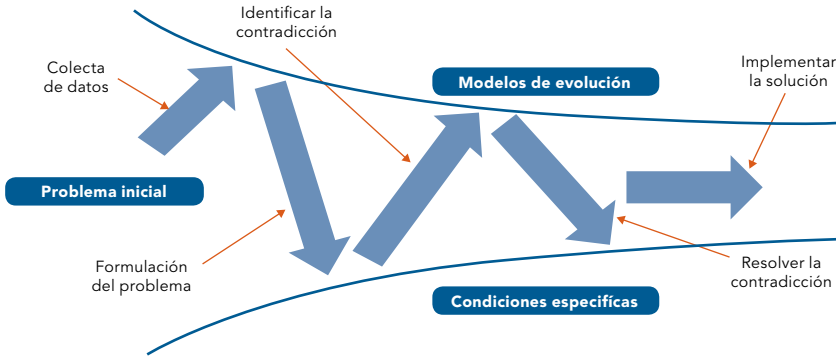 Identificar la
contradicción
Colecta
de datos
Modelos de evolución
Implementar
la solución
Problema inicial
Formulación
del problema
Resolver la
contradicción
Condiciones especifícas